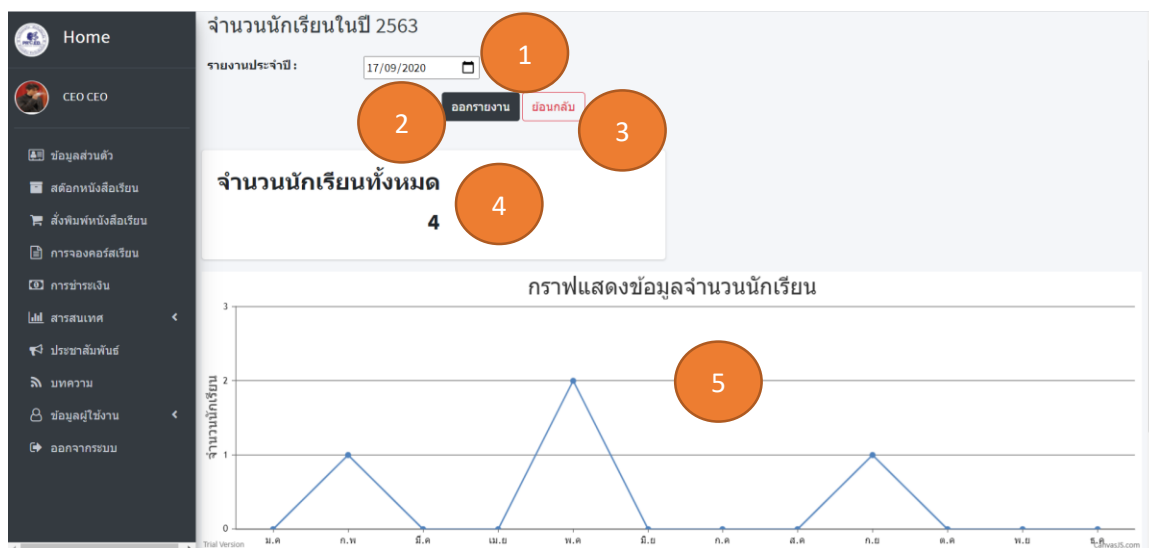 Home
CEO CEO
ข้อมูลส่วนตัว
สต๊อกหนังสือเรียน
สั่งพิมพ์หนังสือเรียน
การจองคอร์สเรียน
การชำระเงิน
สารสนเทศ
ประชาสัมพันธ์
บทความ
ข้อมูลผู้ใช้งาน
ออกจากระบบ
จำนวนนักเรียนในปี 2563
รายงานประจำปี :
17/09/2020
1
2
ออกรายงาน
ย้อนกลับ
3
จำนวนนักเรียนทั้งหมด
4
4
กราฟแสดงข้อมูลจำนวนนักเรียน
จำนวนนักเรียน
3
2
1
0
5
ม.ค
ก.พ
มี.ค
เม.ย
พ.ค
มิ.ย
ก.ค
ส.ค
ก.ย
ต.ค
พ.ย
ธ.ค
Trial Version
CanvasJS.com